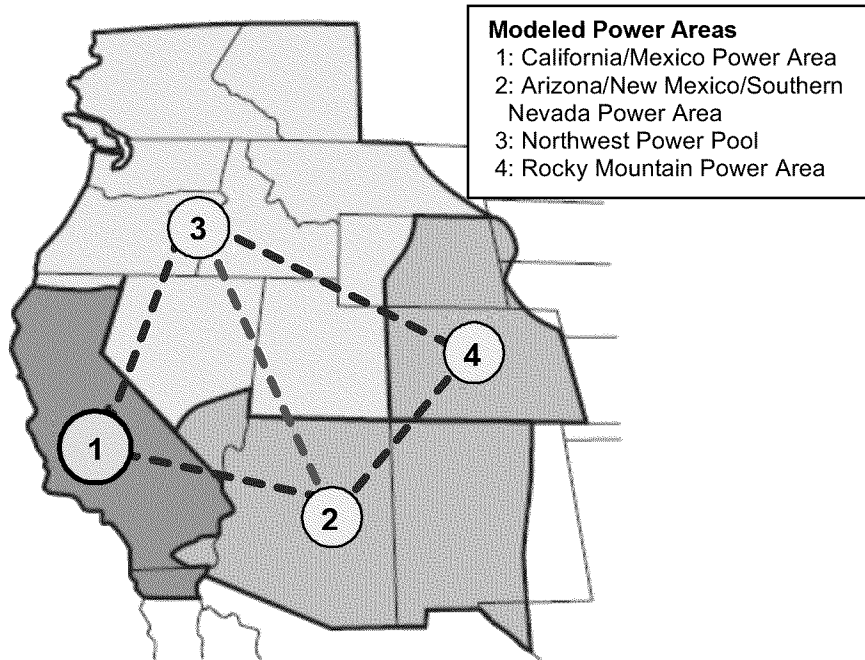 Modeled Power Areas
1: California/Mexico Power Area
2: Arizona/New Mexico/Southern
Nevada Power Area
3: Northwest Power Pool
4: Rocky Mountain Power Area
3
4
1
2